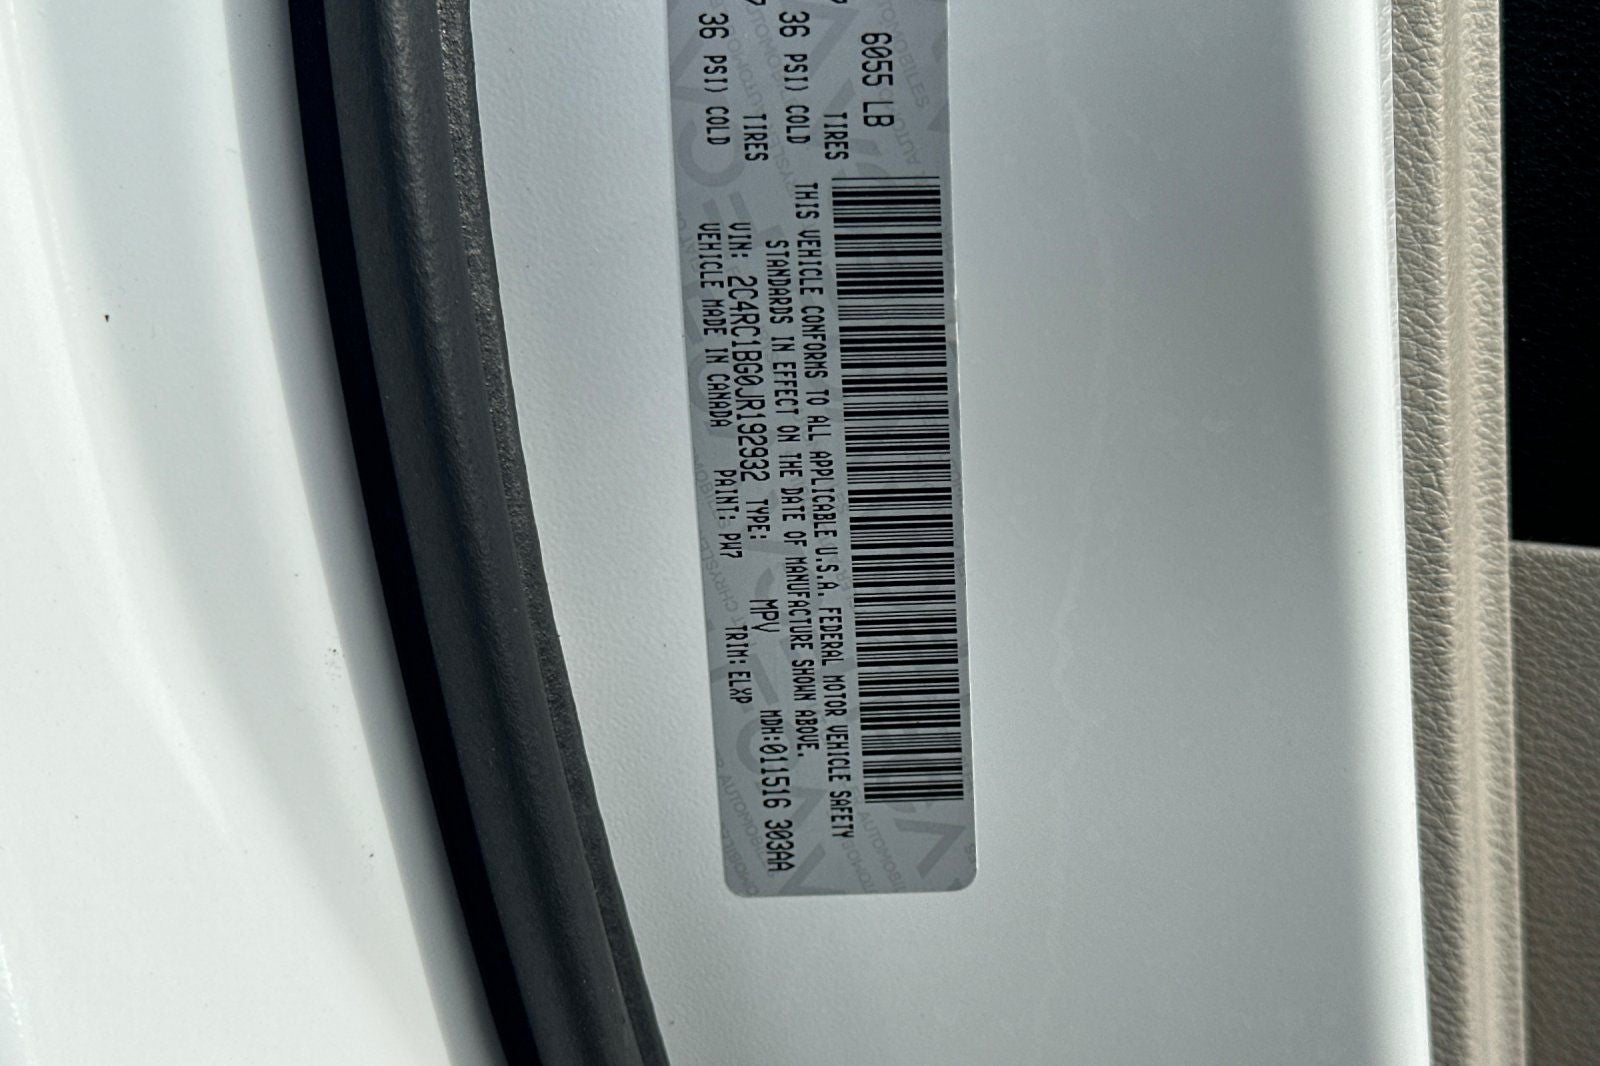 6055 LB
TIRES
36 PSI) COLD
TIRES
36 PSI) COLD
THIS VEHICLE CONFORMS TO ALL APPLICABLE U.S.A. FEDERAL MOTOR VEHICLE SAFETY
STANDARDS IN EFFECT ON THE DATE OF MANUFACTURE SHOWN ABOVE.
VIN: 2C4RC1BG0JR192932 TYPE: MPV MDH:011516 303AA
VEHICLE MADE IN CANADA PAINT: PW7 TRIM: ELXP